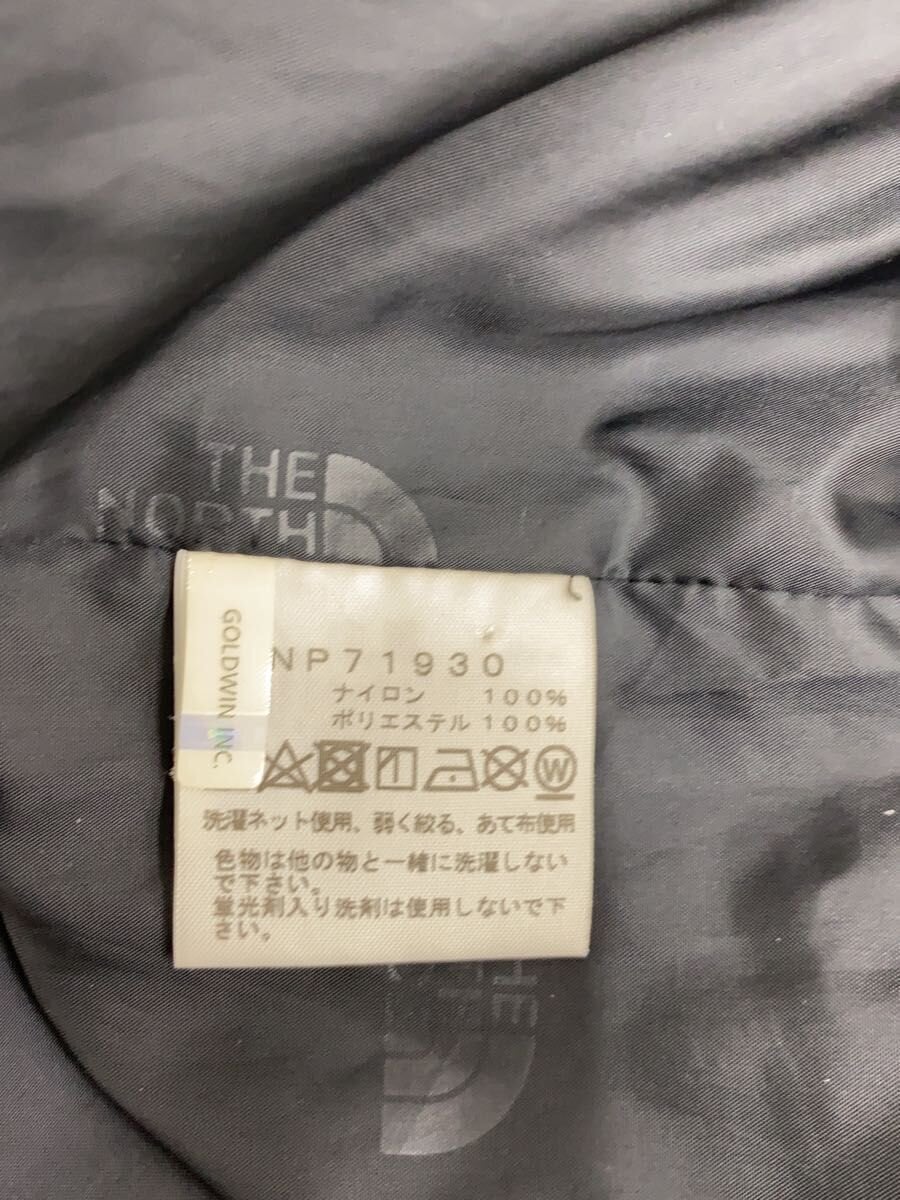 THE
NORTH
GOLDWIN INC.
NP71930
ナイロン 100%
ポリエステル 100%
W
洗濯ネット使用、弱く絞る、あて布使用
色物は他の物と一緒に洗濯しない
で下さい。
蛍光剤入り洗剤は使用しないで下
さい。
THE